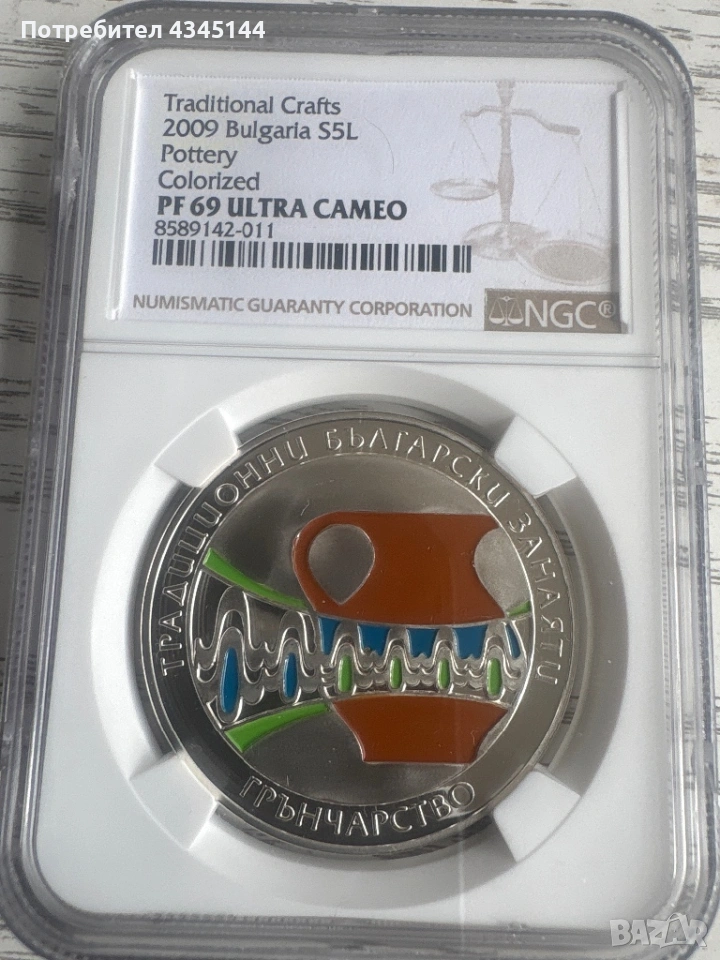 Потребител 4345144
Traditional Crafts
2009 Bulgaria S5L
Pottery
Colorized
PF 69 ULTRA CAMEO
8589142-011
NUMISMATIC GUARANTY CORPORATION
NGC®
ТРАДИЦИОННИ БЪЛГАРСКИ ЗАНАЯТИ
ГРЪНЧАРСТВО
BAZAR